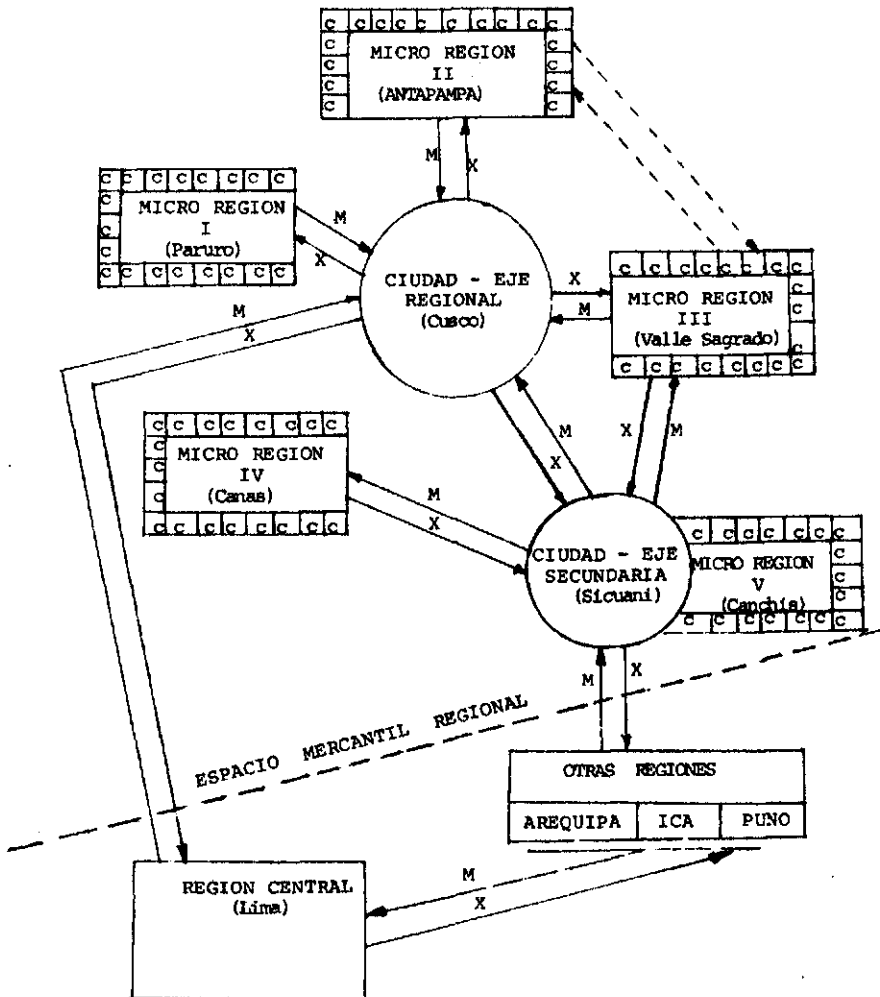 C C C C C C C C C
C
C
C
C
MICRO REGION
II
(ANTAPAMPA)
C
C
C
C
M
X
C C C C C C C C
C
C
C
MICRO REGION
I
(Paruro)
C C C C C C C C
M
X
CIUDAD - EJE
REGIONAL
(Cusco)
X
M
C C C C C C C C
MICRO REGION
III
(Valle Sagrado)
C
C
C
C C C C C C C C
M
X
X
M
M
X
C C C C C C C C
C
C
C
MICRO REGION
IV
(Canas)
C C C C C C C C
M
X
CIUDAD - EJE
SECUNDARIA
(Sicuani)
C C C C C C C
MICRO REGION
V
(Canchis)
C
C
C
C C C C C C C
M
X
ESPACIO MERCANTIL REGIONAL
OTRAS REGIONES
AREQUIPA ICA PUNO
REGION CENTRAL
(Lima)
M
X